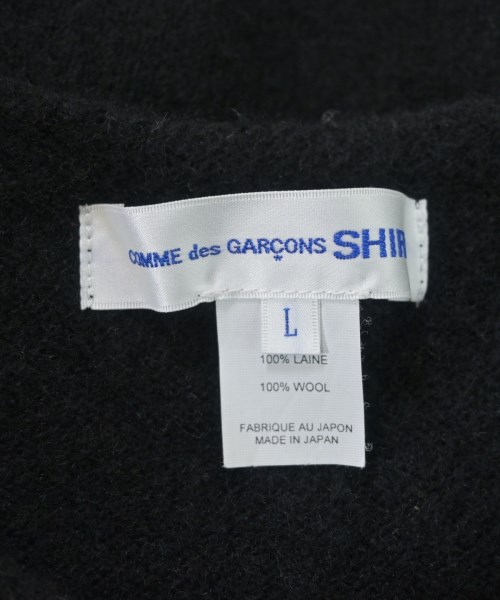 COMME des GARÇONS SHIR
*
L
100% LAINE
100% WOOL
FABRIQUE AU JAPON
MADE IN JAPAN